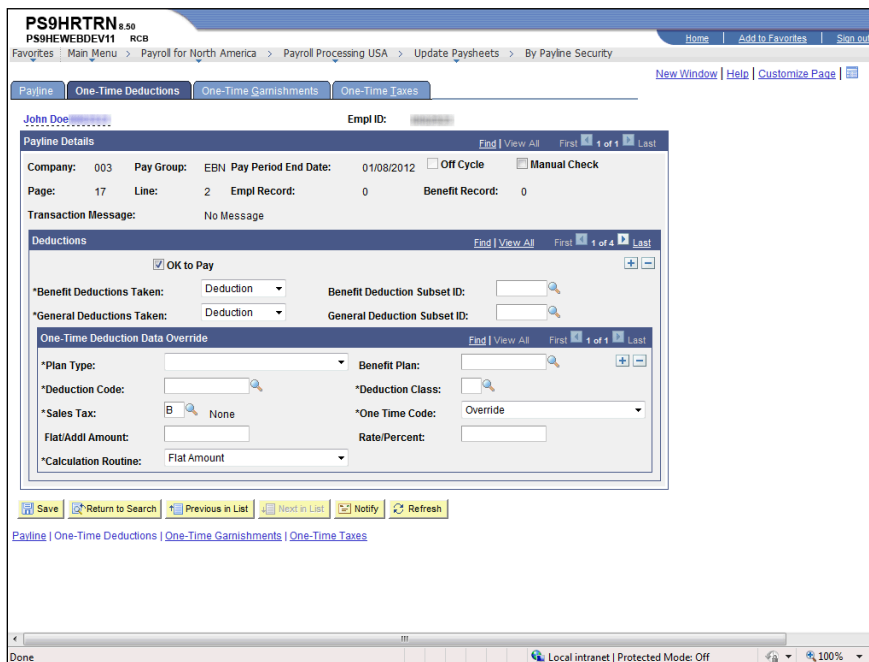 PS9HRTRN 8.50
PS9HEWEBDEV11 RCB
Home | Add to Favorites | Sign out
Favorites Main Menu > Payroll for North America > Payroll Processing USA > Update Paysheets > By Payline Security
New Window | Help | Customize Page |
Payline One-Time Deductions One-Time Garnishments One-Time Taxes
John Doe Empl ID:
Payline Details Find | View All First 1 of 1 Last
Company: 003 Pay Group: EBN Pay Period End Date: 01/08/2012 Off Cycle Manual Check
Page: 17 Line: 2 Empl Record: 0 Benefit Record: 0
Transaction Message: No Message
Deductions Find | View All First 1 of 4 Last
OK to Pay
*Benefit Deductions Taken: Deduction Benefit Deduction Subset ID:
*General Deductions Taken: Deduction General Deduction Subset ID:
One-Time Deduction Data Override Find | View All First 1 of 1 Last
*Plan Type: Benefit Plan:
*Deduction Code: *Deduction Class:
*Sales Tax: B None *One Time Code: Override
Flat/Addl Amount: Rate/Percent:
*Calculation Routine: Flat Amount
Save Return to Search Previous in List Next in List Notify Refresh
Payline | One-Time Deductions | One-Time Garnishments | One-Time Taxes
Done Local intranet | Protected Mode: Off 100%